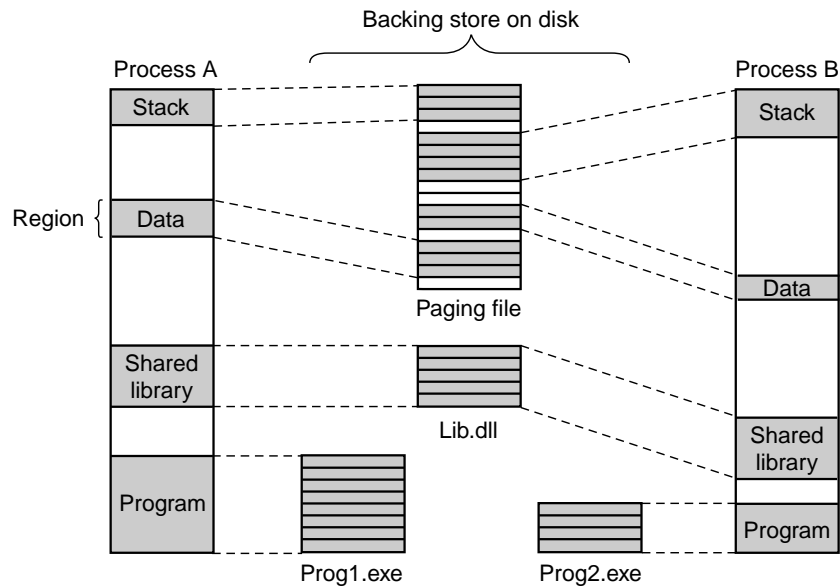 Backing store on disk
Process A
Process B
Stack
Stack
Region
Data
Data
Paging file
Shared
library
Lib.dll
Shared
library
Program
Program
Prog1.exe
Prog2.exe